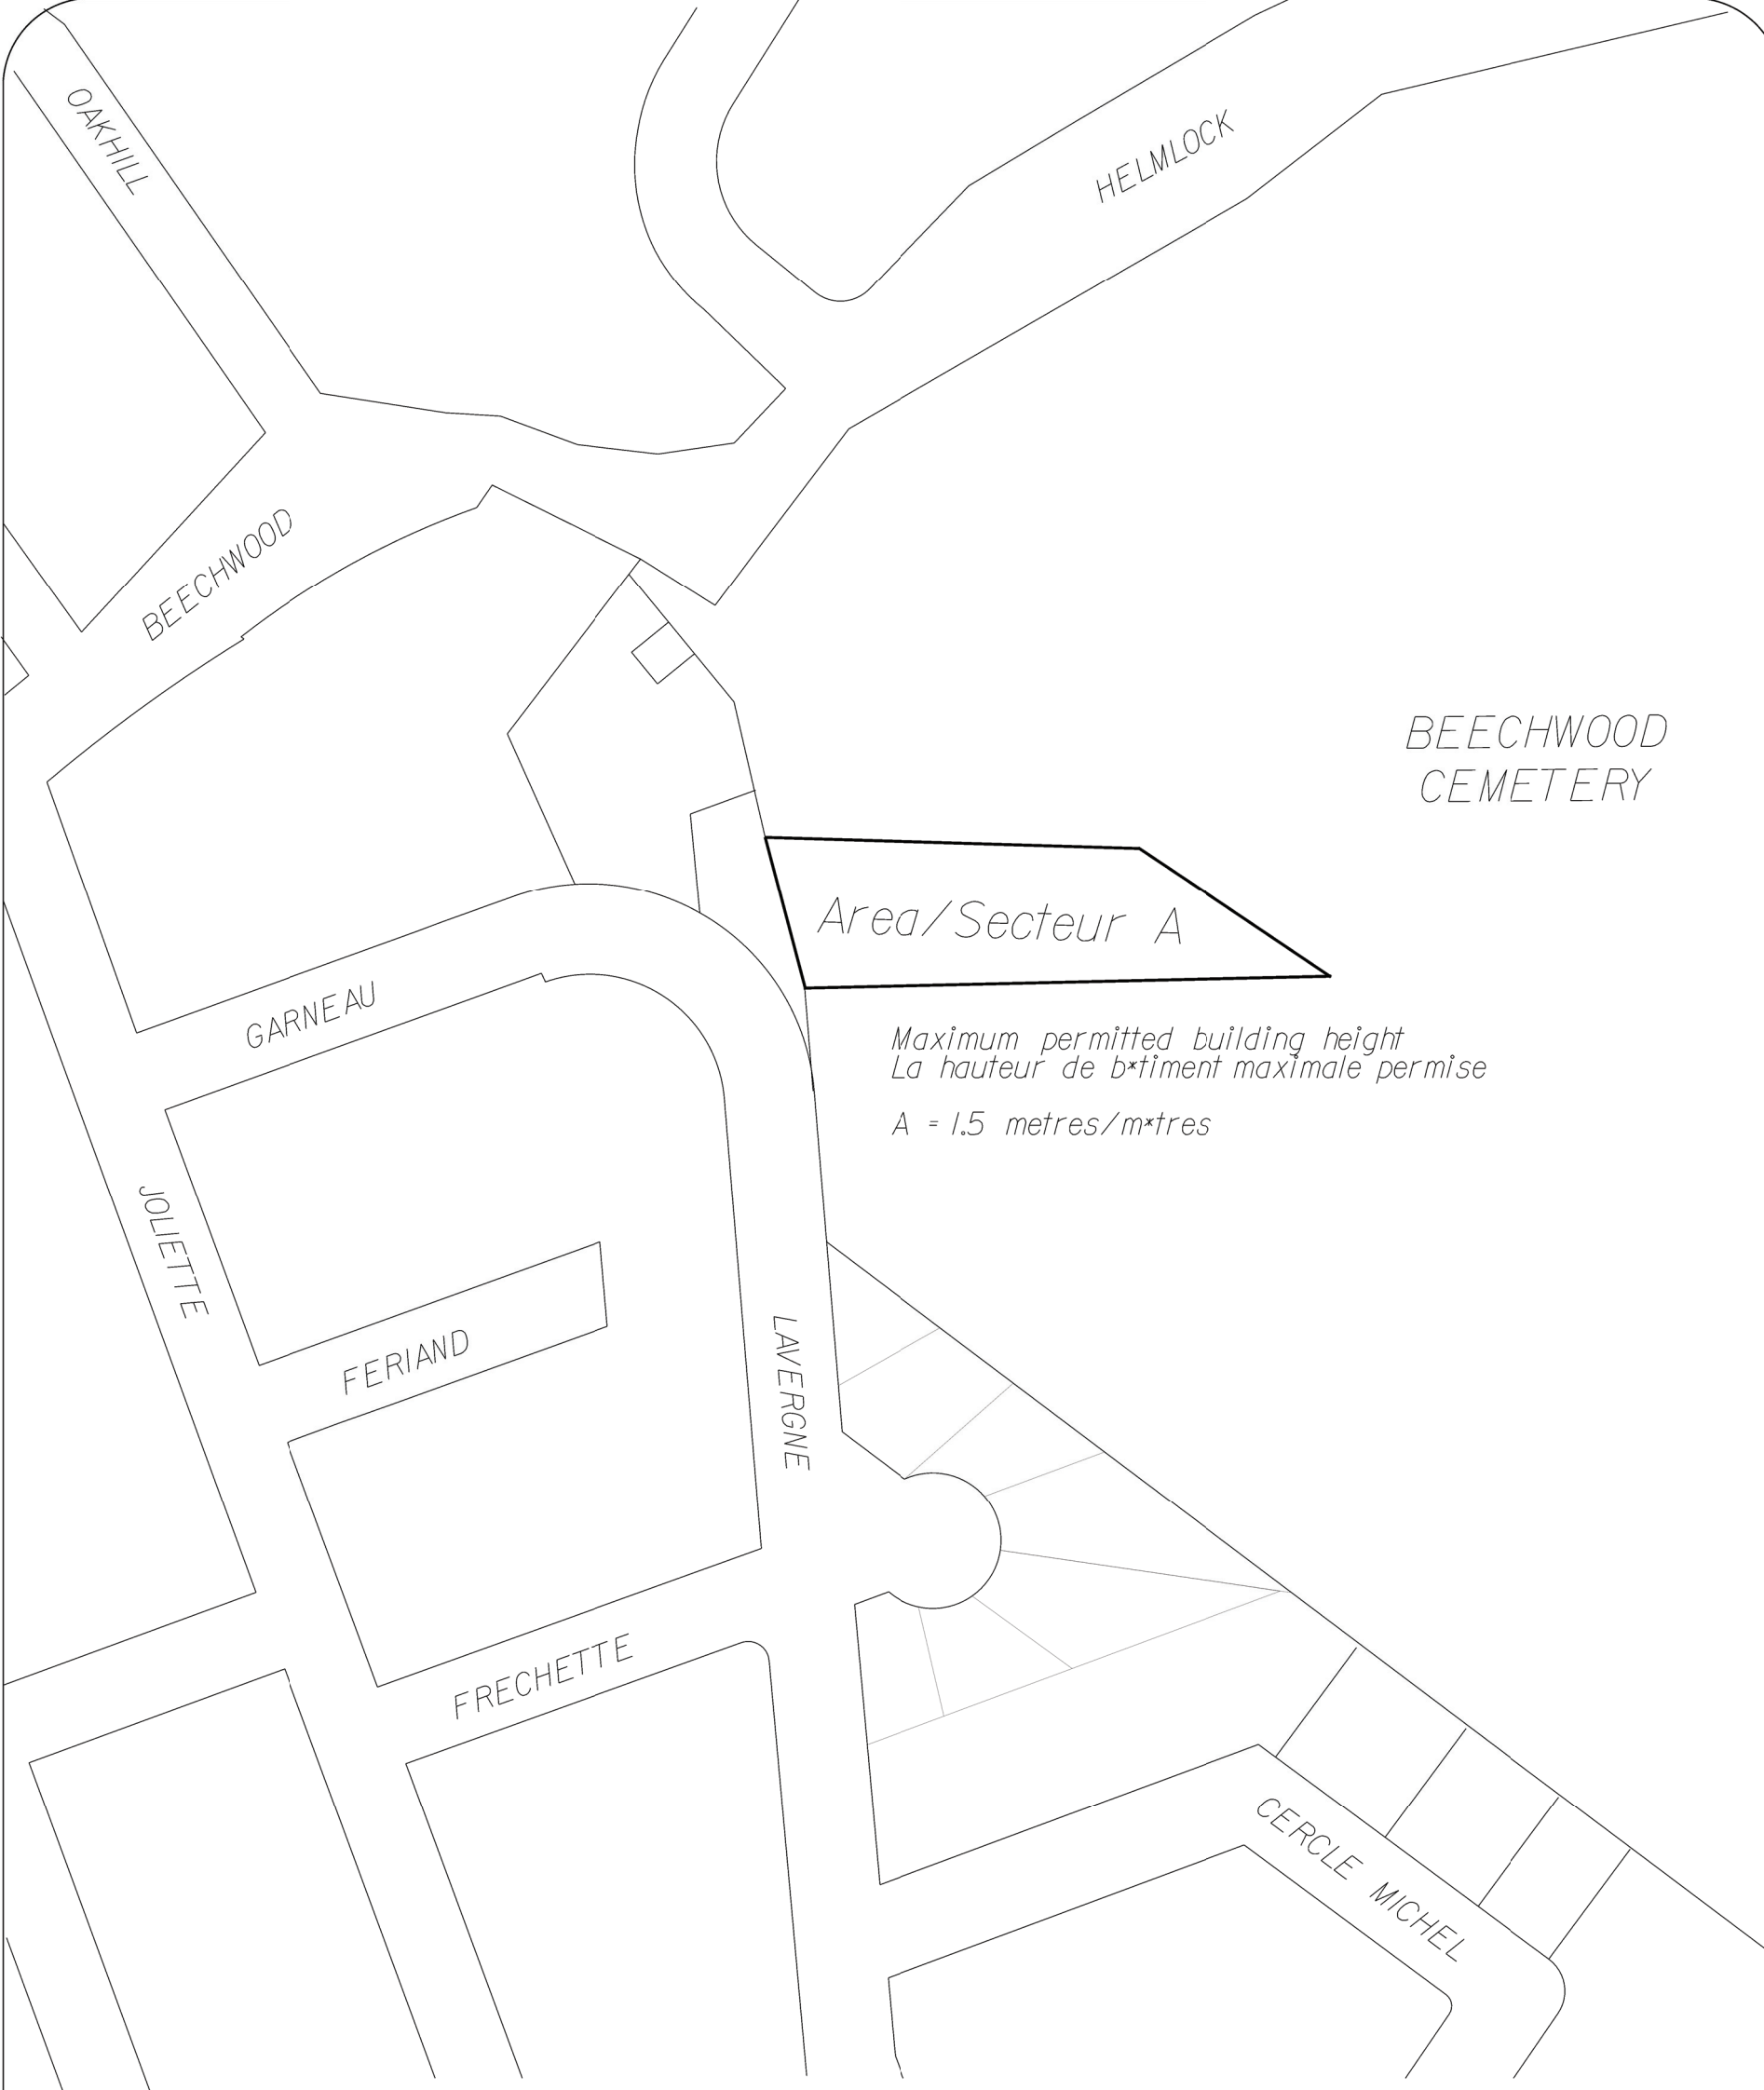 OAKHILL
HELMLOCK
BEECHWOOD
BEECHWOOD
CEMETERY
Area/Secteur A
GARNEAU
Maximum permitted building height
La hauteur de b*timent maximale permise
A = 1.5 metres/m*tres
JOLIETTE
FERIAND
LAVERGNE
FRECHETTE
CERCLE MICHEL